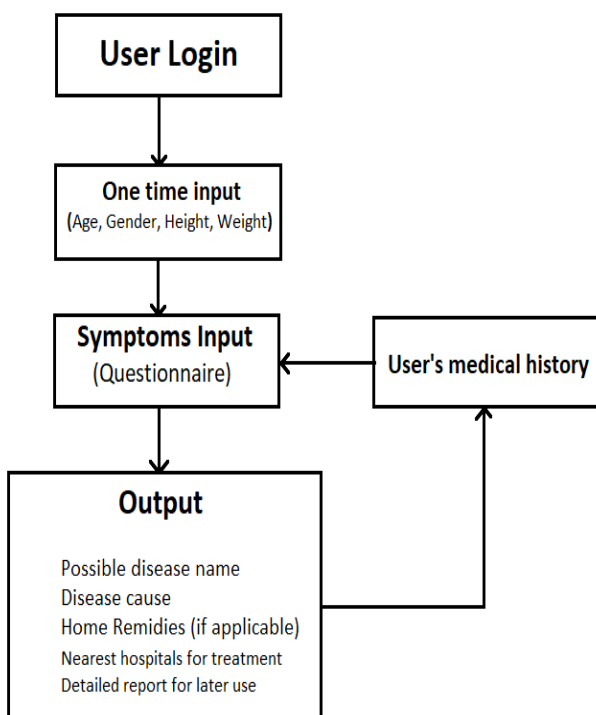 User Login
One time input
(Age, Gender, Height, Weight)
Symptoms Input
(Questionnaire)
User's medical history
Output
Possible disease name
Disease cause
Home Remidies (if applicable)
Nearest hospitals for treatment
Detailed report for later use